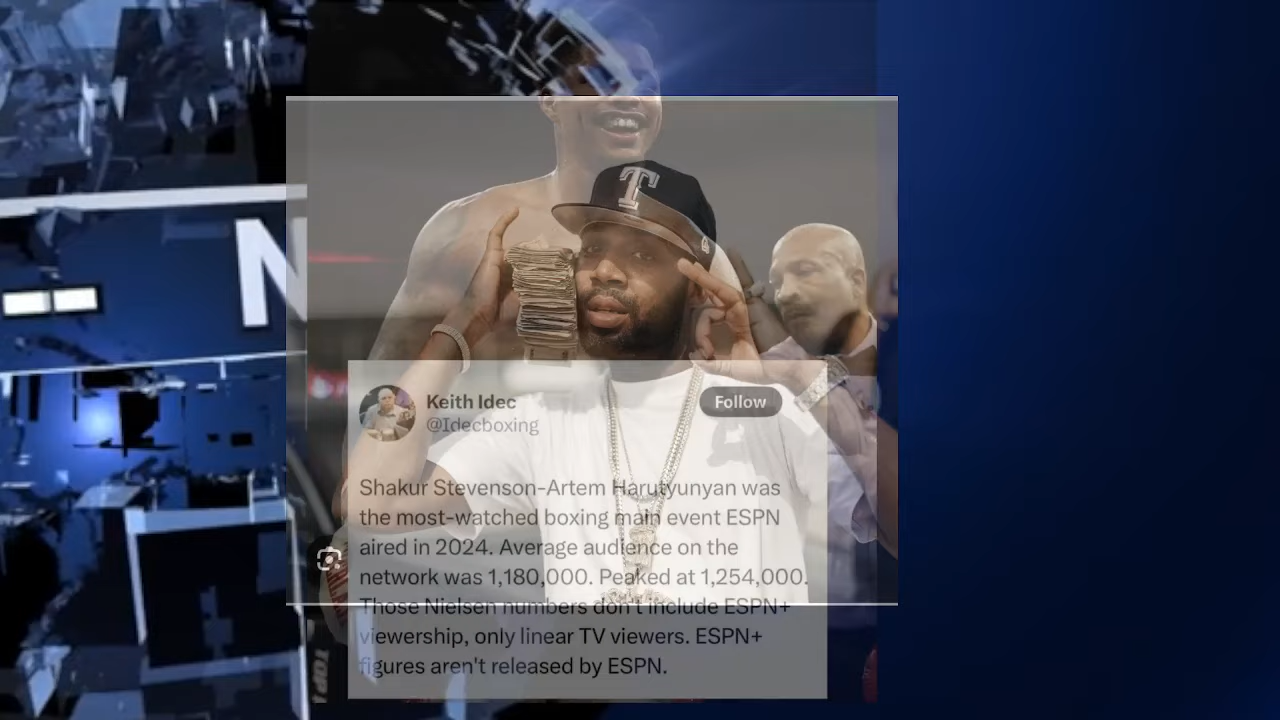 N
T
Keith Idec
Follow
@Idecboxing
Shakur Stevenson-Artem Harutyunyan was
the most-watched boxing main event ESPN
aired in 2024. Average audience on the
network was 1,180,000. Peaked at 1,254,000.
Those Nielsen numbers don't include ESPN+
viewership, only linear TV viewers. ESPN+
figures aren't released by ESPN.
TOP